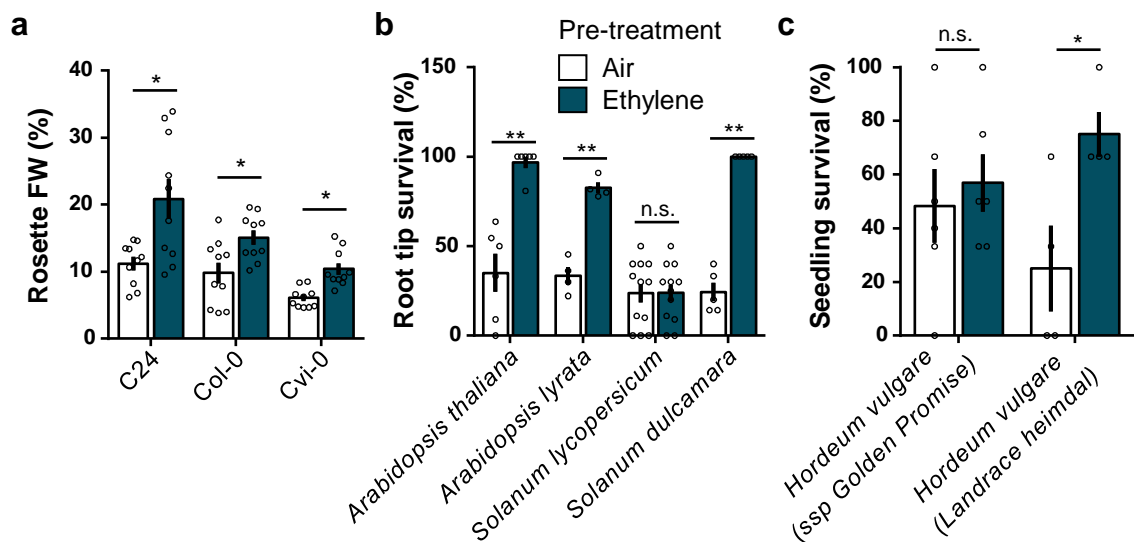 a
Rosette FW (%)
40
30
20
10
0
*
*
*
C24
Col-0
Cvi-0
b
Pre-treatment
Air
Ethylene
Root tip survival (%)
150
100
50
0
**
**
n.s.
**
Arabidopsis thaliana
Arabidopsis lyrata
Solanum lycopersicum
Solanum dulcamara
c
Seedling survival (%)
100
80
60
40
20
0
n.s.
*
Hordeum vulgare
(ssp Golden Promise)
Hordeum vulgare
(Landrace heimdal)